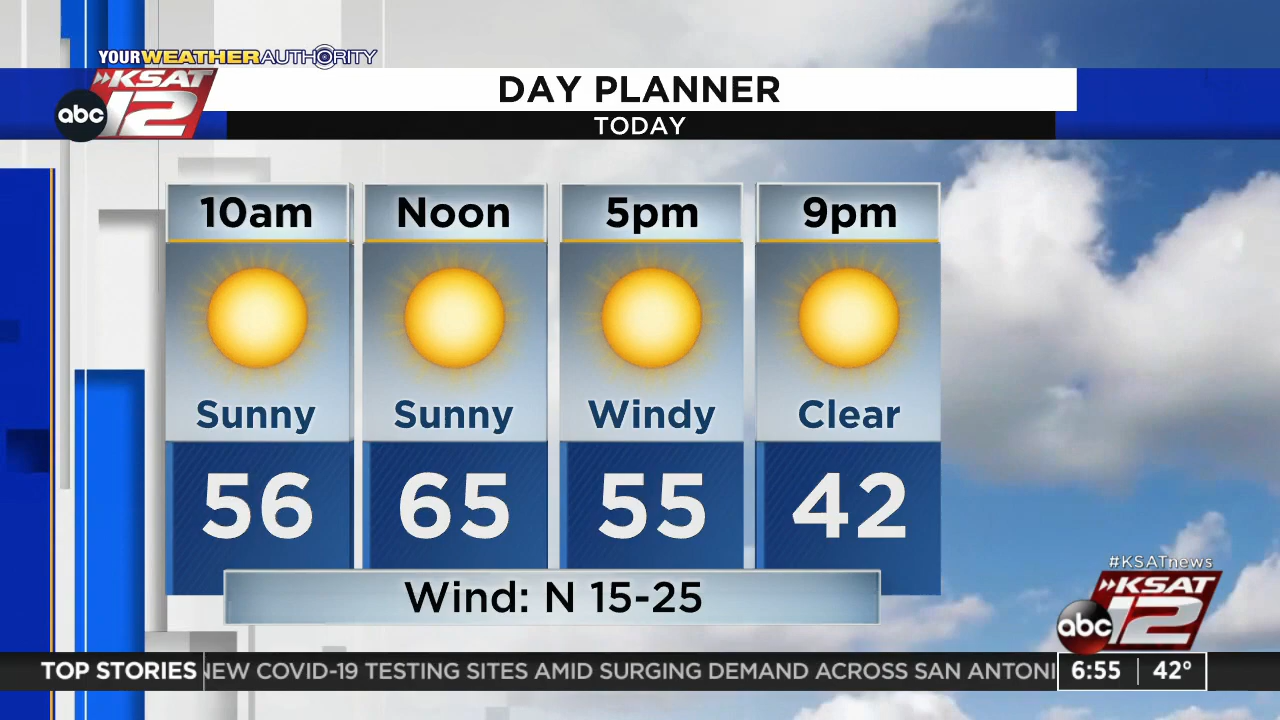 YOURWEATHERAUTHORITY
KSAT
abc 12
DAY PLANNER
TODAY
10am Noon 5pm 9pm
Sunny Sunny Windy Clear
56 65 55 42
Wind: N 15-25
#KSATnews
KSAT
abc 12
TOP STORIES NEW COVID-19 TESTING SITES AMID SURGING DEMAND ACROSS SAN ANTONI 6:55 42°